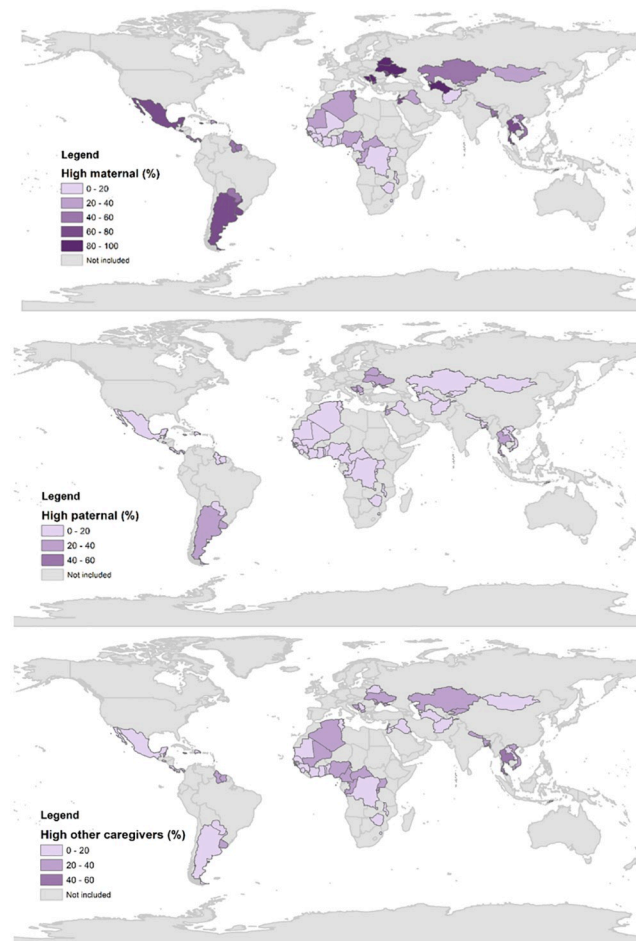 Legend
High maternal (%)
0 - 20
20 - 40
40 - 60
60 - 80
80 - 100
Not included
Legend
High paternal (%)
0 - 20
20 - 40
40 - 60
Not included
Legend
High other caregivers (%)
0 - 20
20 - 40
40 - 60
Not included